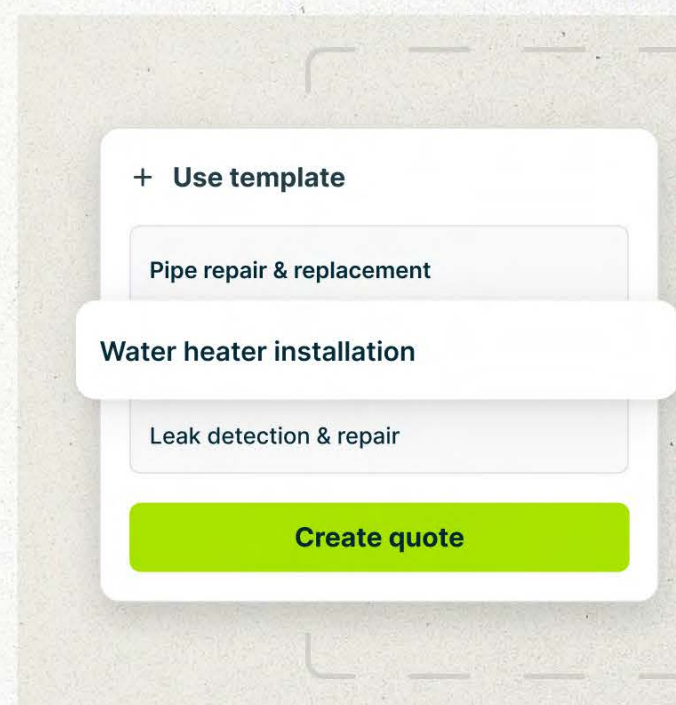 + Use template
Pipe repair & replacement
Water heater installation
Leak detection & repair
Create quote